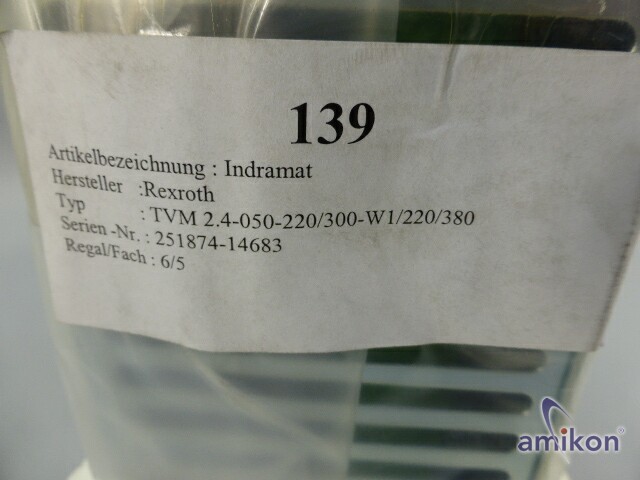 139
Artikelbezeichnung : Indramat
Hersteller :Rexroth
Typ : TVM 2.4-050-220/300-W1/220/380
Serien -Nr. : 251874-14683
Regal/Fach : 6/5
amikon®